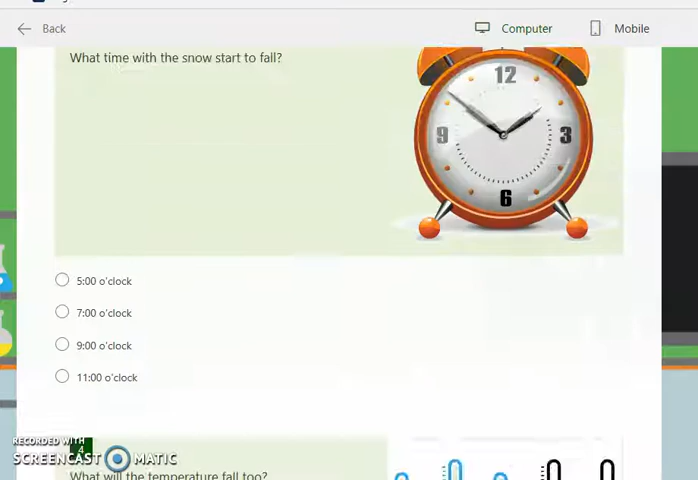 Back
Computer
Mobile
What time with the snow start to fall?
12
9
3
6
5:00 o'clock
7:00 o'clock
9:00 o'clock
11:00 o'clock
RECORDED WITH
4
SCREENCAST MATIC
What will the temperature fall too?